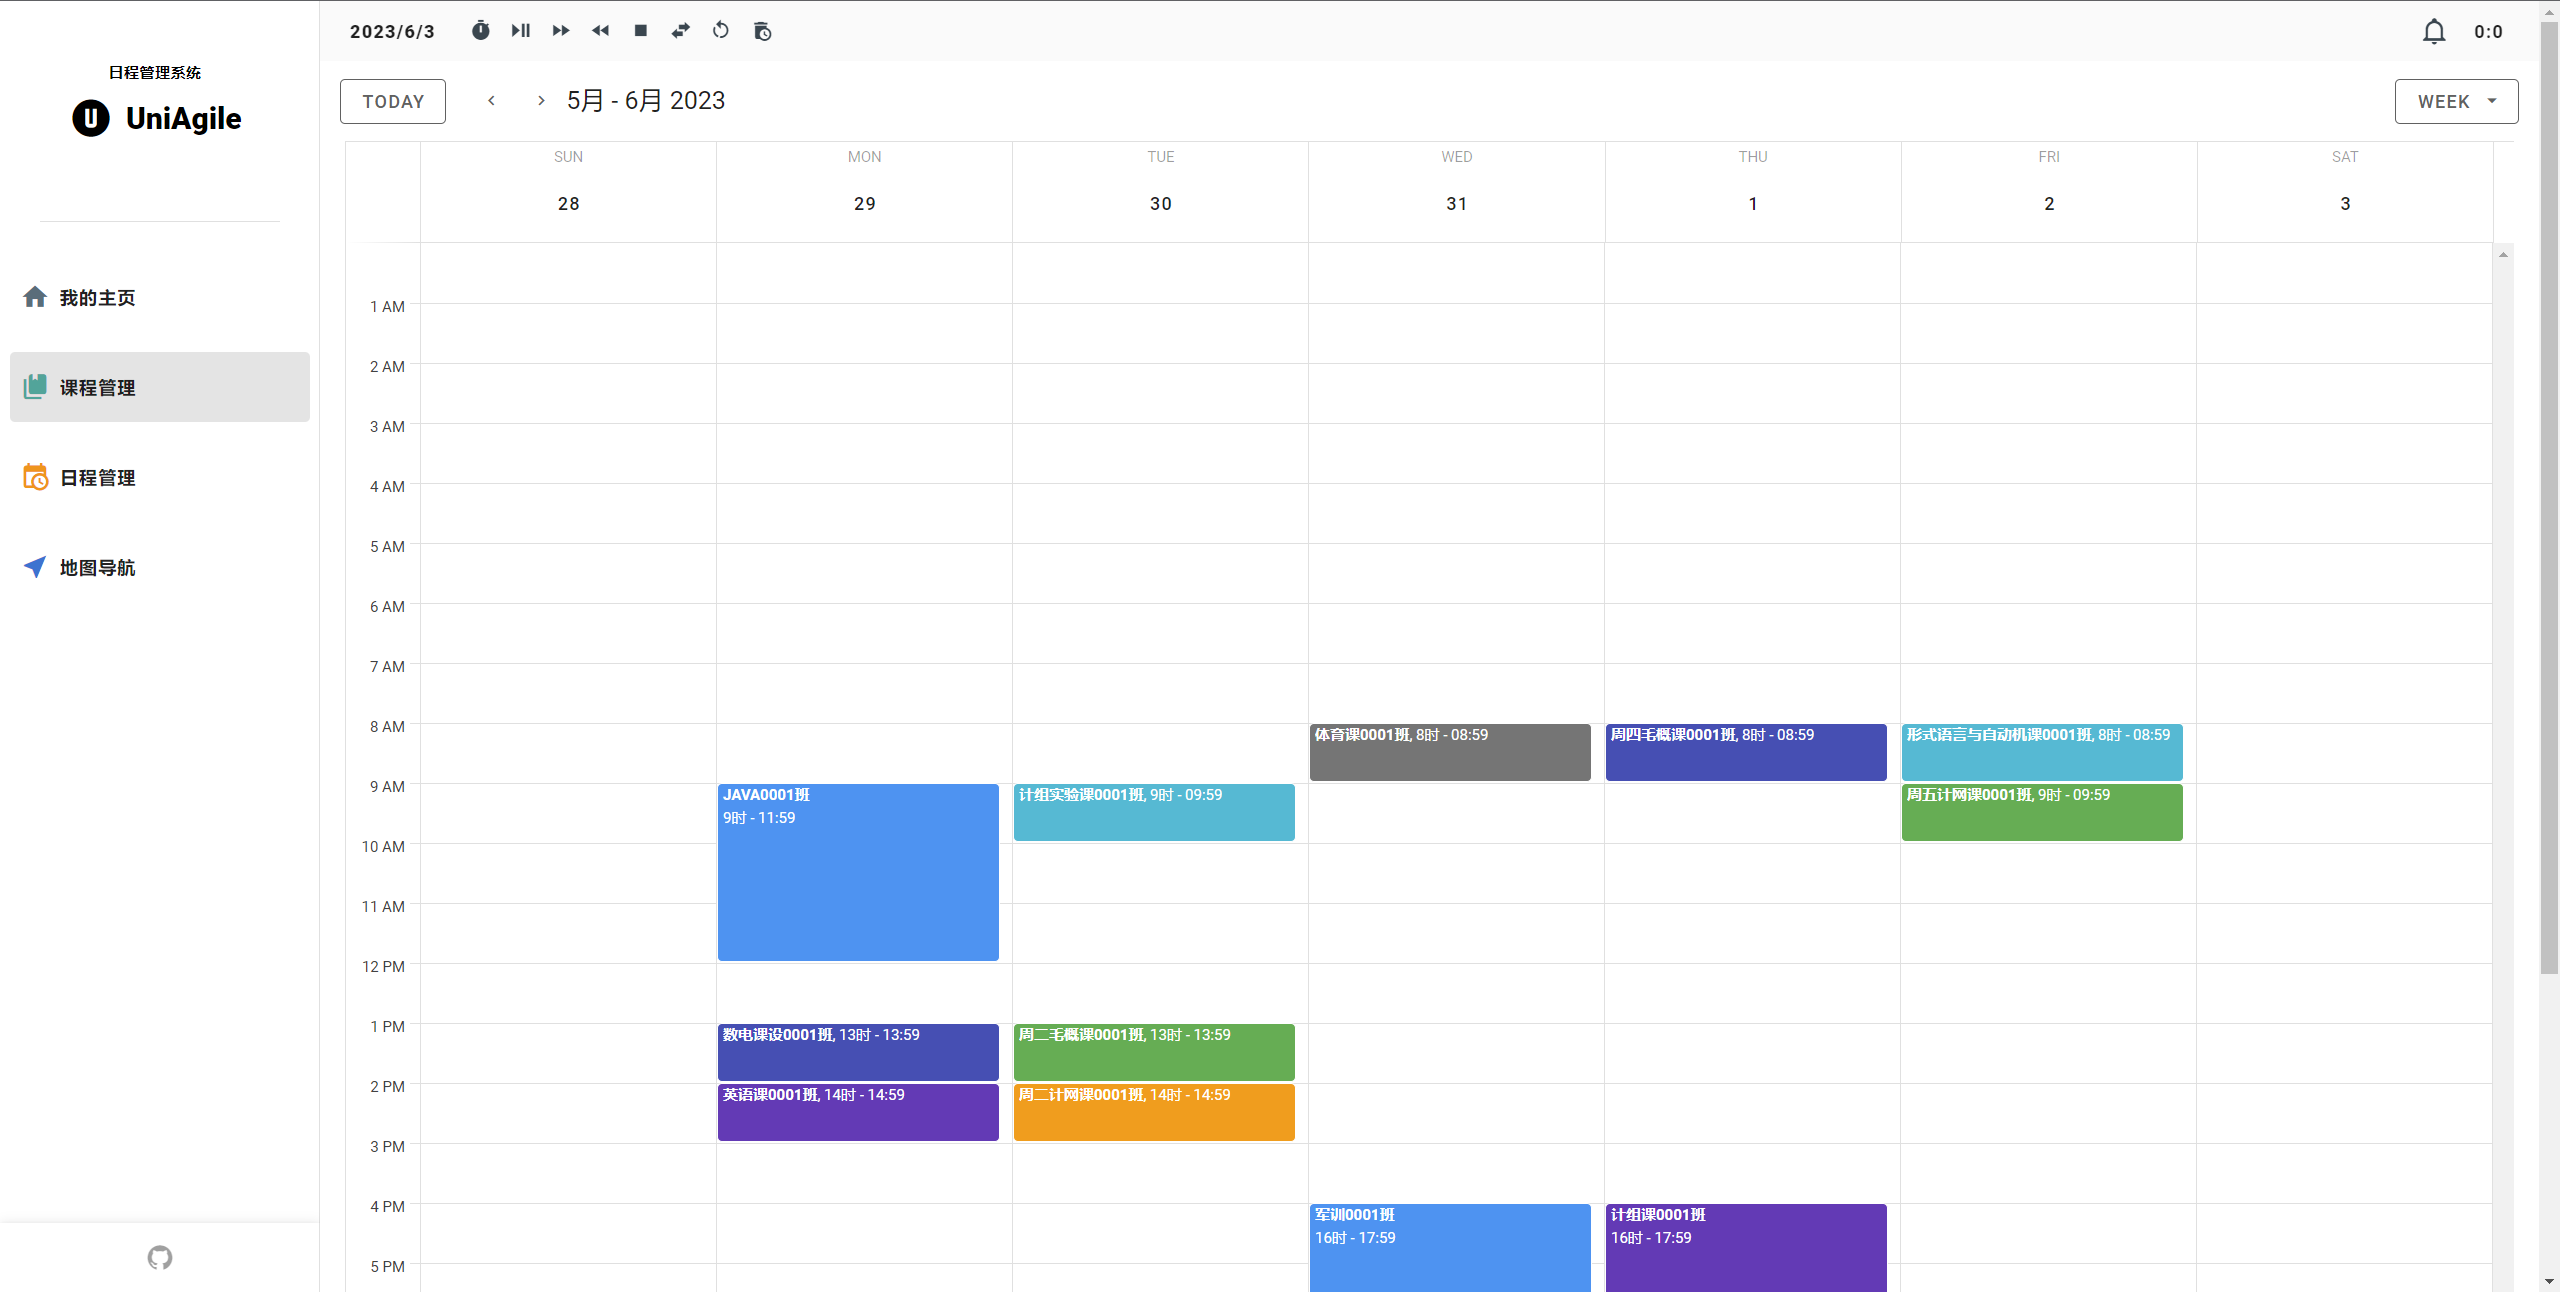 日程管理系统
U UniAgile
我的主页
课程管理
日程管理
地图导航
2023/6/3
0:0
TODAY
5月 - 6月 2023
WEEK
SUN MON TUE WED THU FRI SAT
28 29 30 31 1 2 3
1 AM
2 AM
3 AM
4 AM
5 AM
6 AM
7 AM
8 AM
体育课0001班, 8时 - 08:59
周四毛概课0001班, 8时 - 08:59
形式语言与自动机课0001班, 8时 - 08:59
9 AM
JAVA0001班
9时 - 11:59
计组实验课0001班, 9时 - 09:59
周五计网课0001班, 9时 - 09:59
10 AM
11 AM
12 PM
1 PM
数电课设0001班, 13时 - 13:59
周二毛概课0001班, 13时 - 13:59
2 PM
英语课0001班, 14时 - 14:59
周二计网课0001班, 14时 - 14:59
3 PM
4 PM
军训0001班
16时 - 17:59
计组课0001班
16时 - 17:59
5 PM